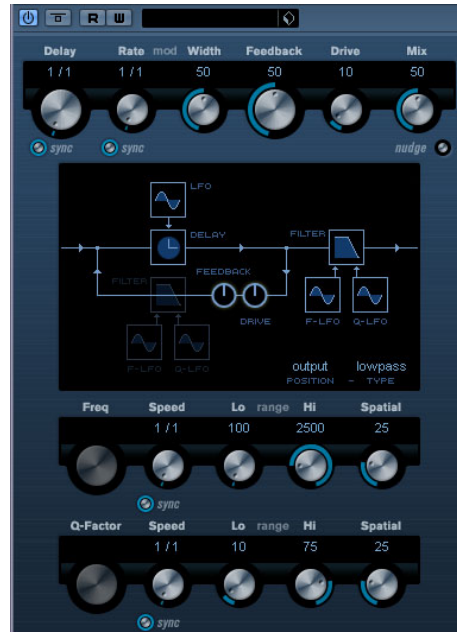 R W
Delay Rate mod Width Feedback Drive Mix
1 / 1 1 / 1 50 50 10 50
sync sync nudge
LFO
DELAY FILTER
FEEDBACK
FILTER
DRIVE F-LFO Q-LFO
F-LFO Q-LFO
output lowpass
POSITION – TYPE
Freq Speed Lo range Hi Spatial
1 / 1 100 2500 25
sync
Q-Factor Speed Lo range Hi Spatial
1 / 1 10 75 25
sync